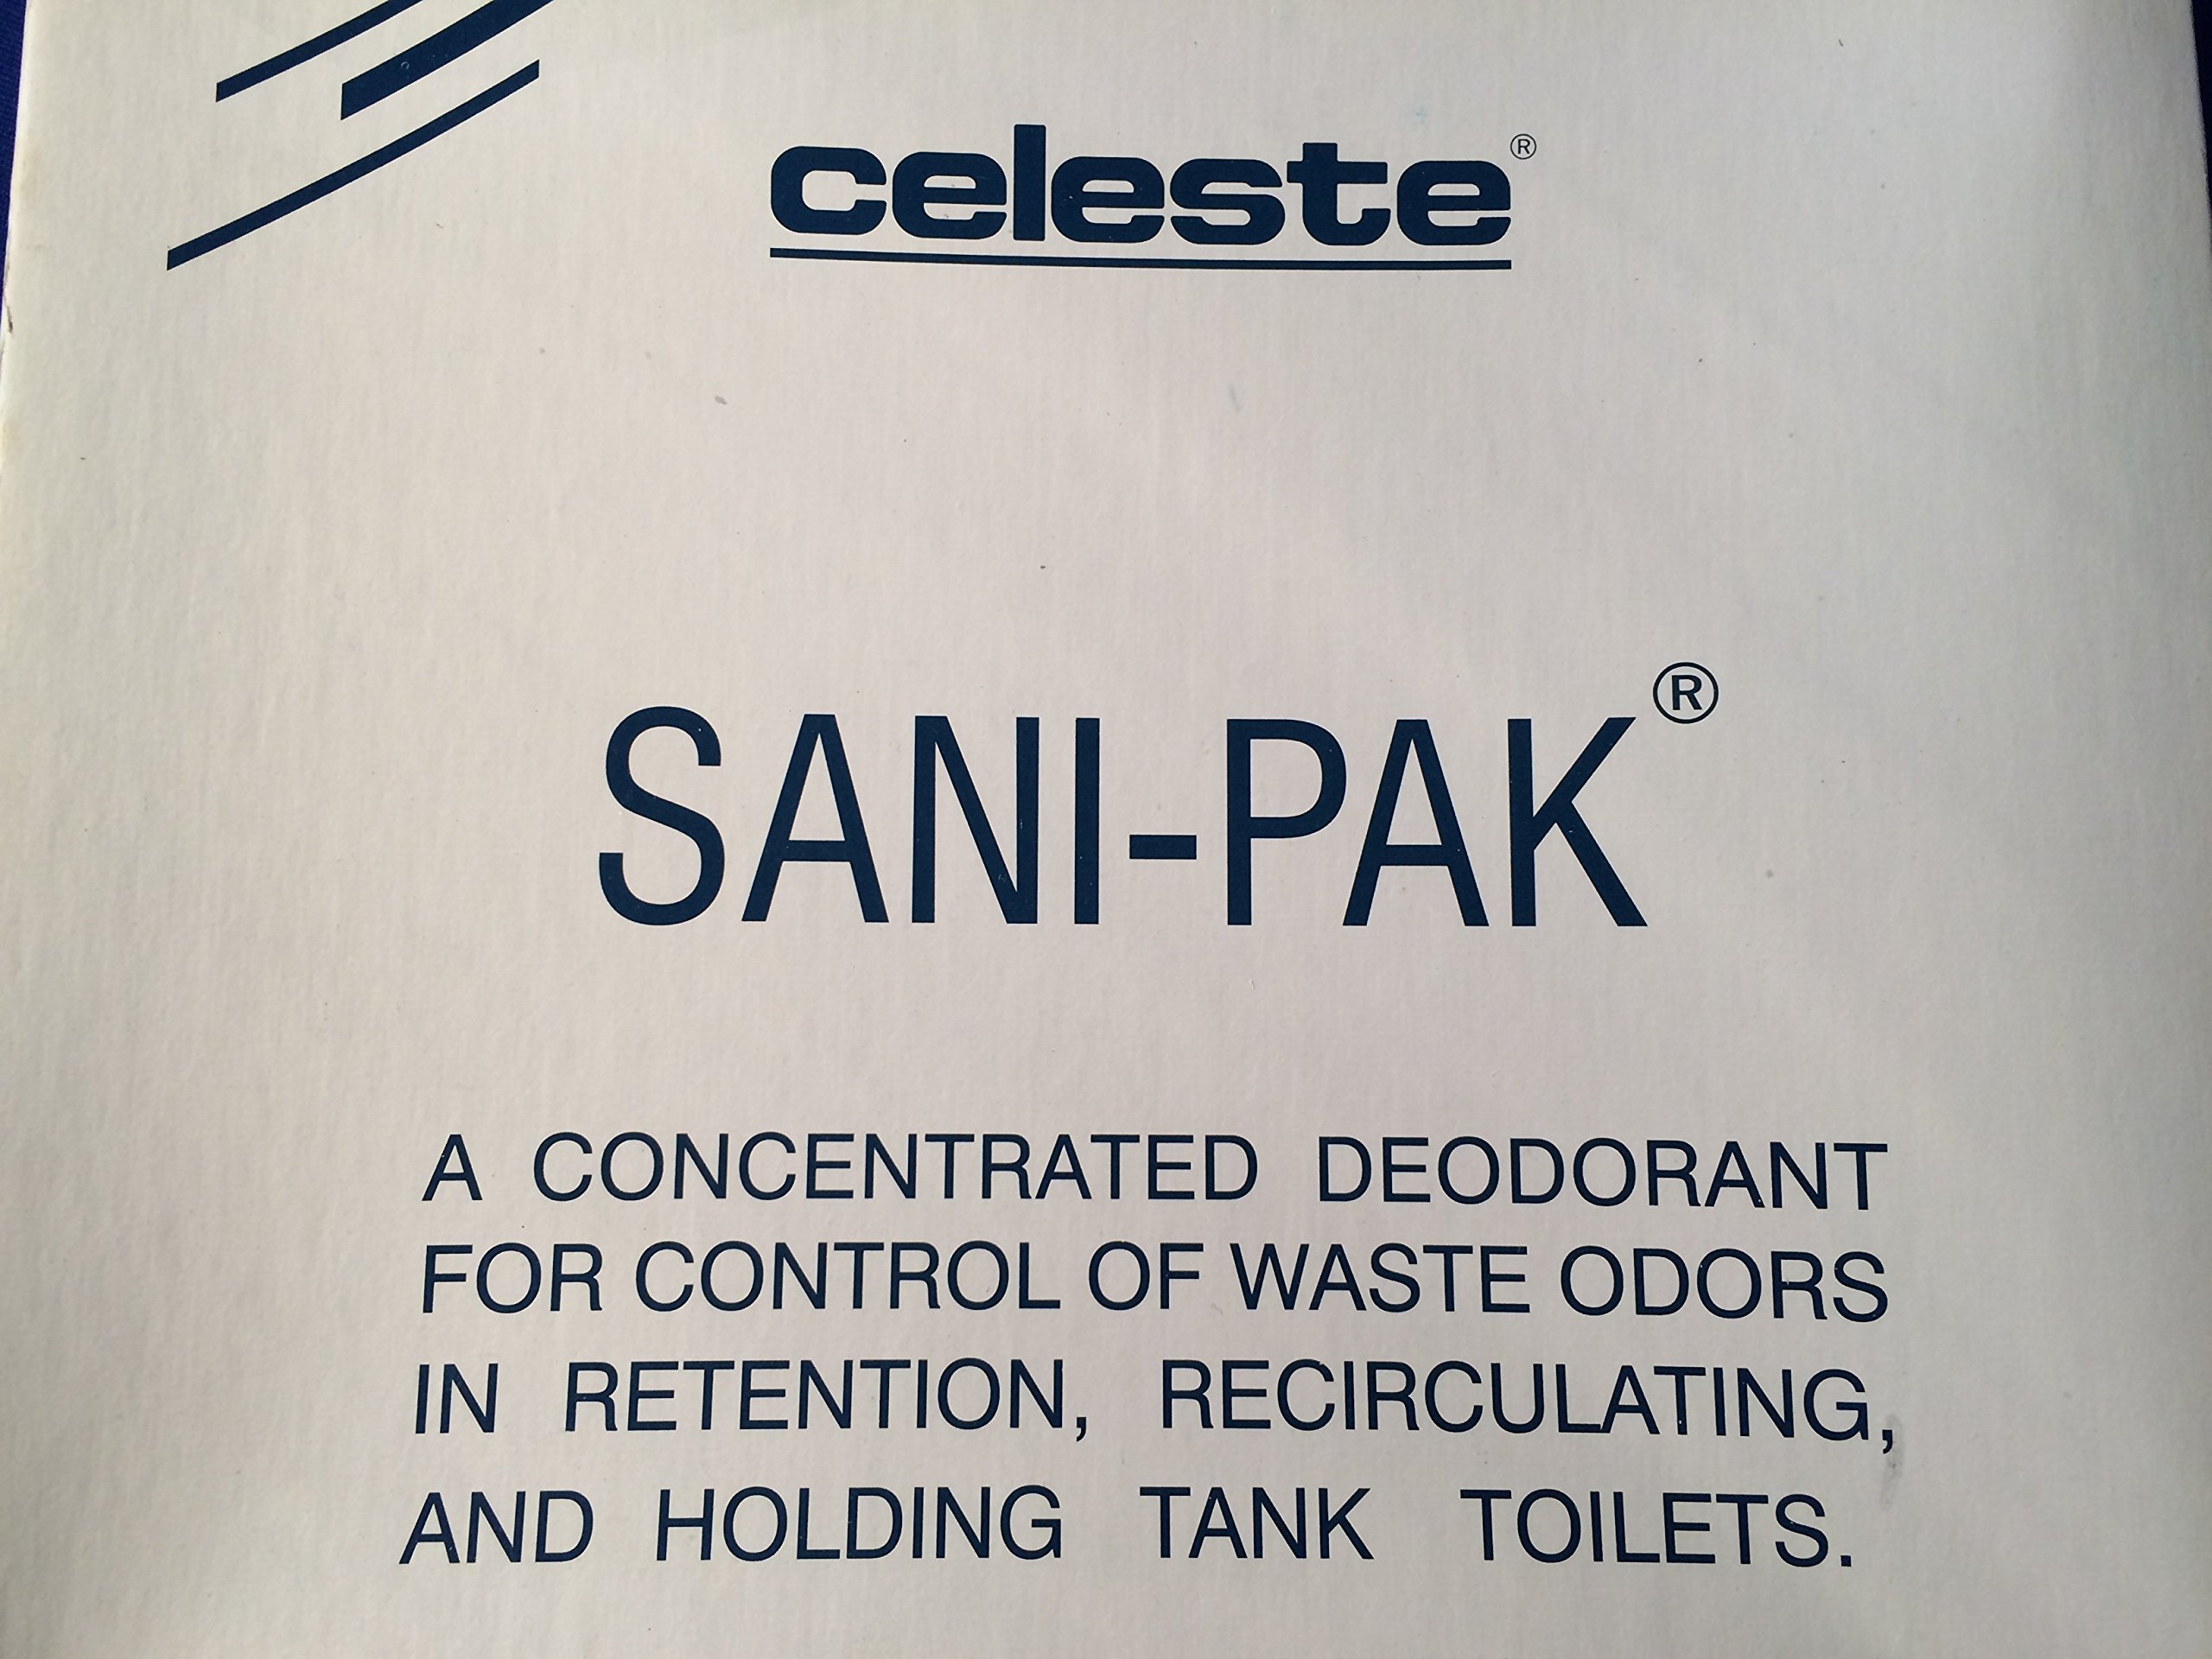 celeste®
SANI-PAK®
A CONCENTRATED DEODORANT
FOR CONTROL OF WASTE ODORS
IN RETENTION, RECIRCULATING,
AND HOLDING TANK TOILETS.